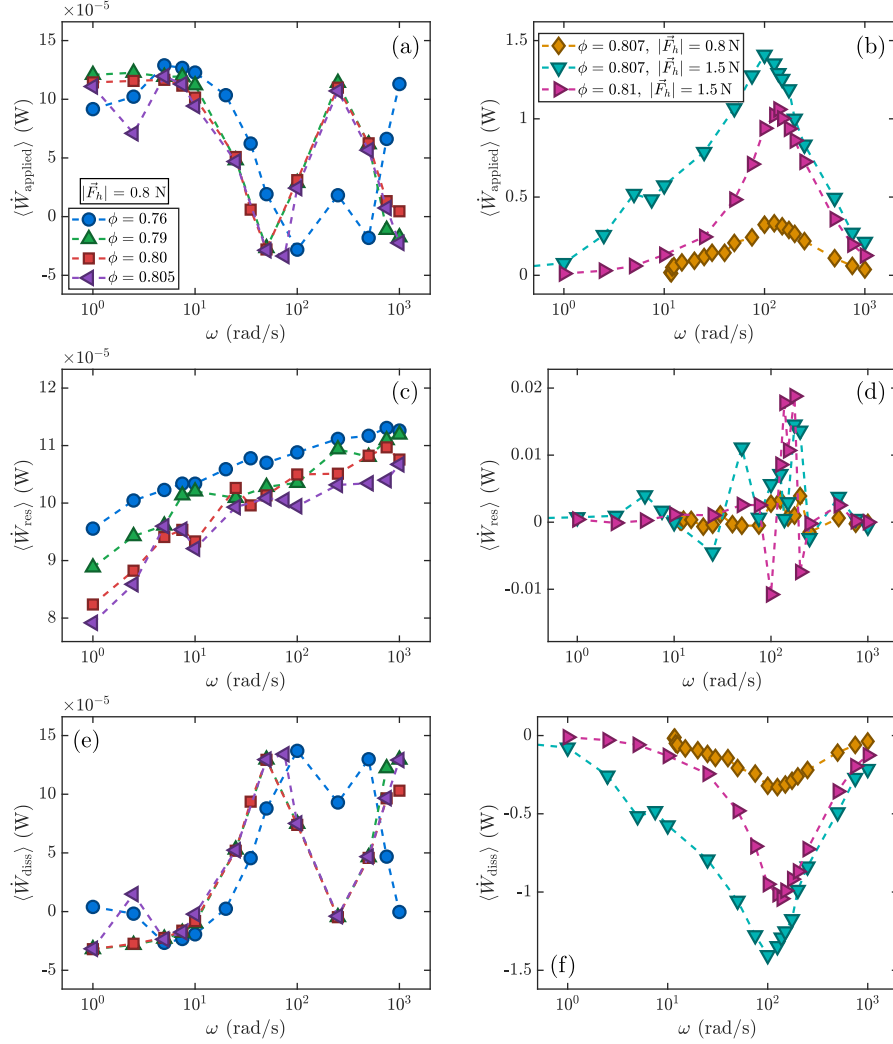 ×10⁻⁵
(a)
15
10
5
0
-5
⟨Ẇ_applied⟩ (W)
|F⃗_h| = 0.8 N
ϕ = 0.76
ϕ = 0.79
ϕ = 0.80
ϕ = 0.805
10⁰ 10¹ 10² 10³
ω (rad/s)
(b)
1.5
1
0.5
0
⟨Ẇ_applied⟩ (W)
ϕ = 0.807, |F⃗_h| = 0.8 N
ϕ = 0.807, |F⃗_h| = 1.5 N
ϕ = 0.81, |F⃗_h| = 1.5 N
10⁰ 10¹ 10² 10³
ω (rad/s)
×10⁻⁵
(c)
12
11
10
9
8
⟨Ẇ_res⟩ (W)
10⁰ 10¹ 10² 10³
ω (rad/s)
(d)
0.02
0.01
0
-0.01
⟨Ẇ_res⟩ (W)
10⁰ 10¹ 10² 10³
ω (rad/s)
×10⁻⁵
(e)
15
10
5
0
-5
⟨Ẇ_diss⟩ (W)
10⁰ 10¹ 10² 10³
ω (rad/s)
0
-0.5
-1
-1.5
⟨Ẇ_diss⟩ (W)
(f)
10⁰ 10¹ 10² 10³
ω (rad/s)